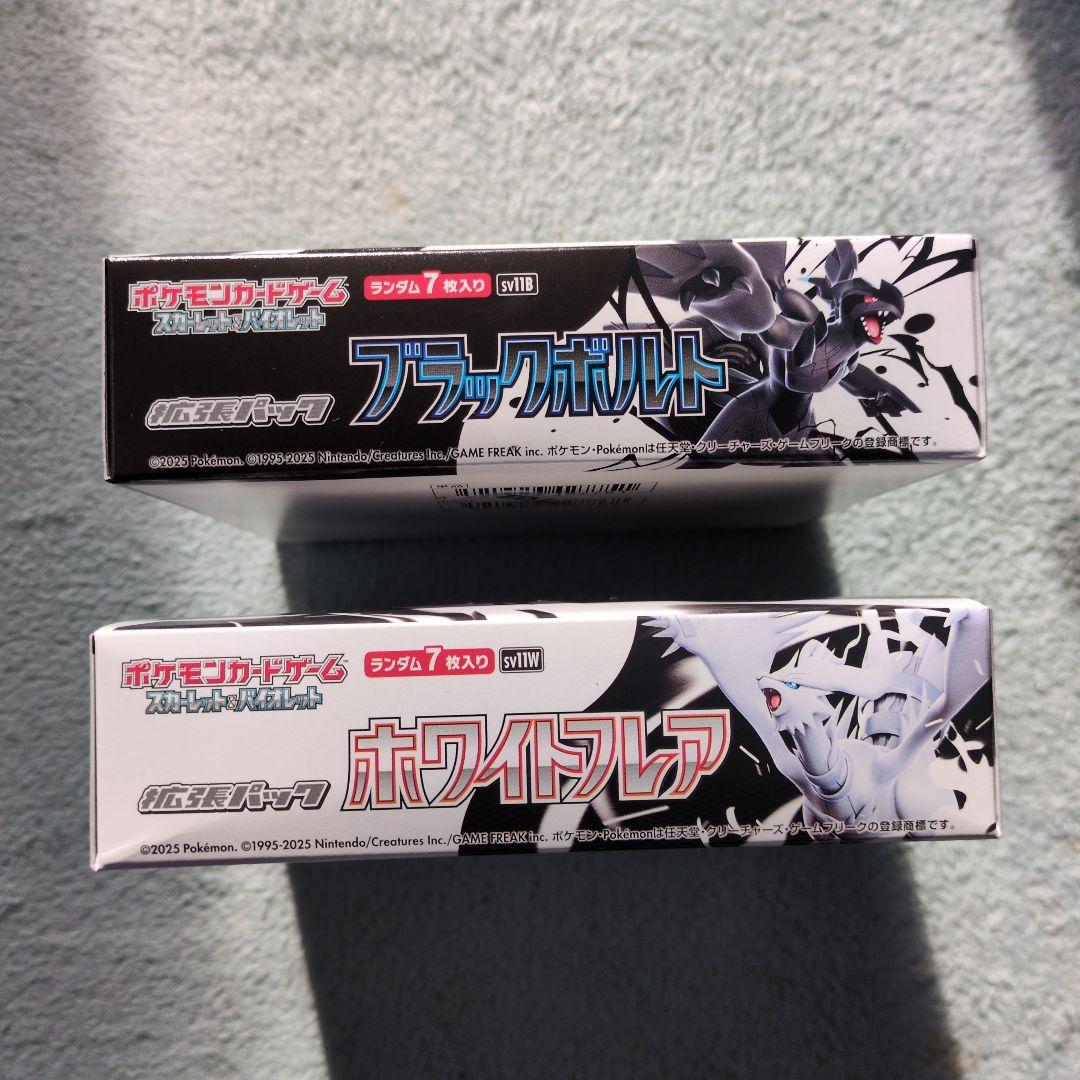 ポケモンカードゲーム
スカーレット&バイオレット
ランダム7枚入り sv11B
ブラックボルト
拡張パック
©2025 Pokémon. ©1995-2025 Nintendo/Creatures Inc./GAME FREAK inc. ポケモン・Pokémonは任天堂・クリーチャーズ・ゲームフリークの登録商標です。
ポケモンカードゲーム
スカーレット&バイオレット
ランダム7枚入り sv11W
ホワイトフレア
拡張パック
©2025 Pokémon. ©1995-2025 Nintendo/Creatures Inc./GAME FREAK inc. ポケモン・Pokémonは任天堂・クリーチャーズ・ゲームフリークの登録商標です。